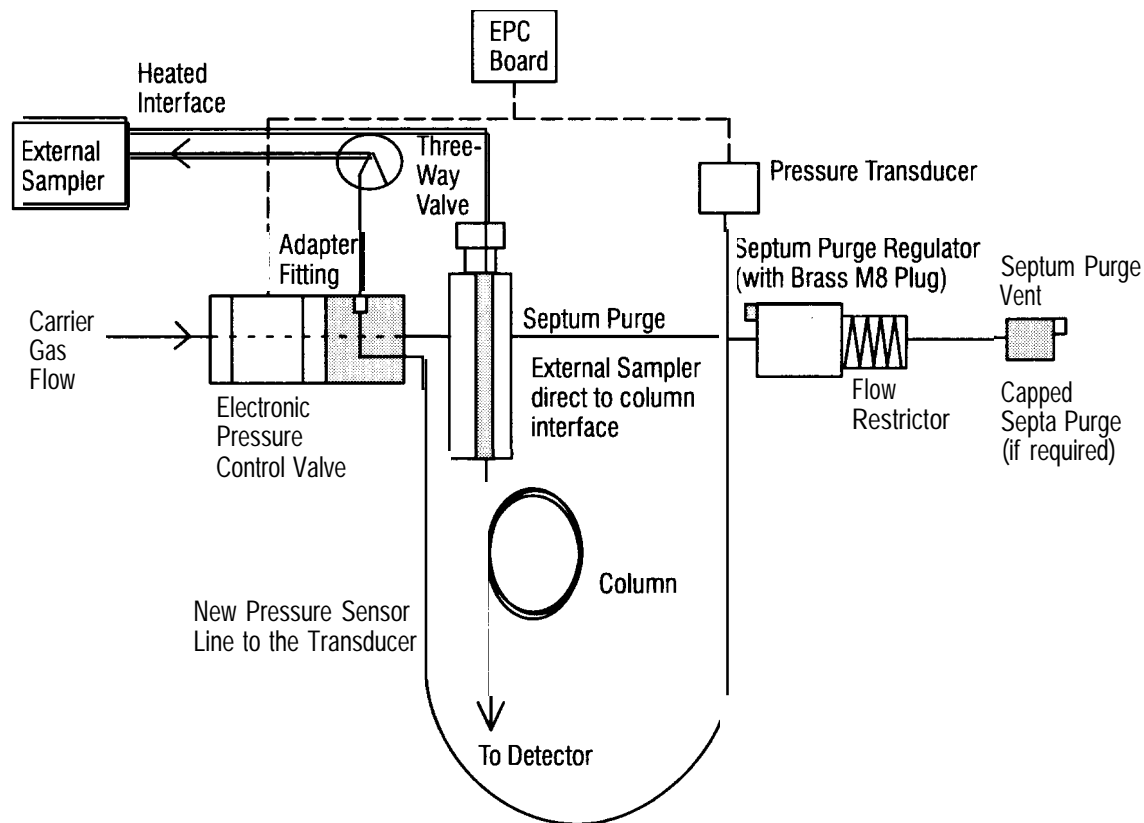 EPC
Board
Heated
Interface
External
Sampler
Three-
Way
Valve
Pressure Transducer
Adapter
Fitting
Septum Purge Regulator
(with Brass M8 Plug)
Septum Purge
Vent
Carrier
Gas
Flow
Septum Purge
External Sampler
direct to column
interface
Flow
Restrictor
Capped
Septa Purge
(if required)
Electronic
Pressure
Control Valve
Column
New Pressure Sensor
Line to the Transducer
To Detector